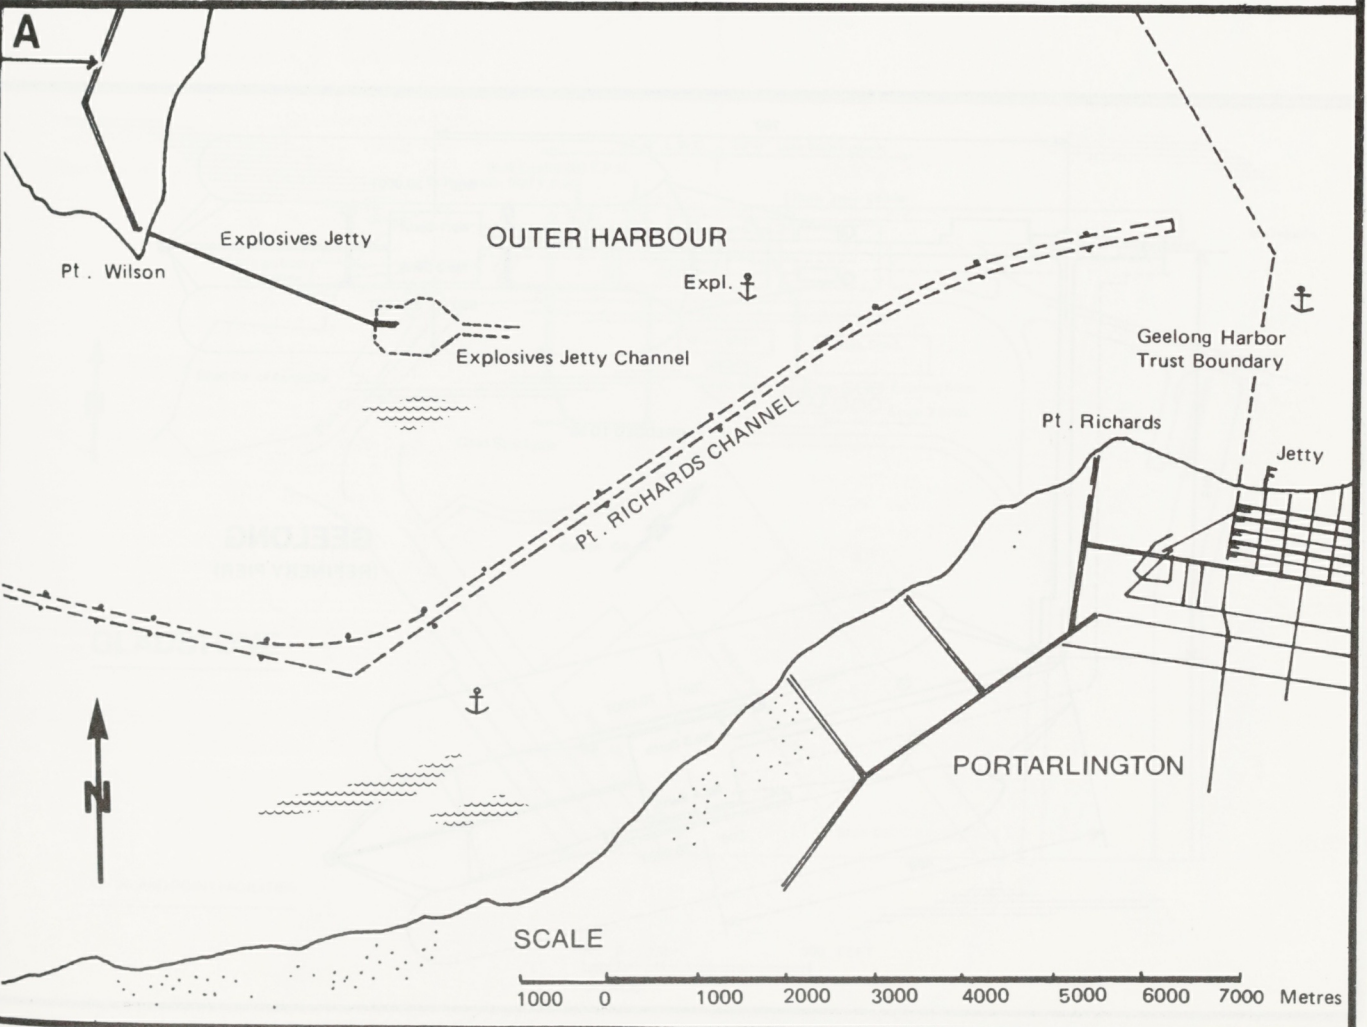 A
Explosives Jetty
OUTER HARBOUR
Pt. Wilson
Expl.
Explosives Jetty Channel
Geelong Harbor
Trust Boundary
Pt. RICHARDS CHANNEL
Pt. Richards
Jetty
N
PORTARLINGTON
SCALE
1000 0 1000 2000 3000 4000 5000 6000 7000 Metres